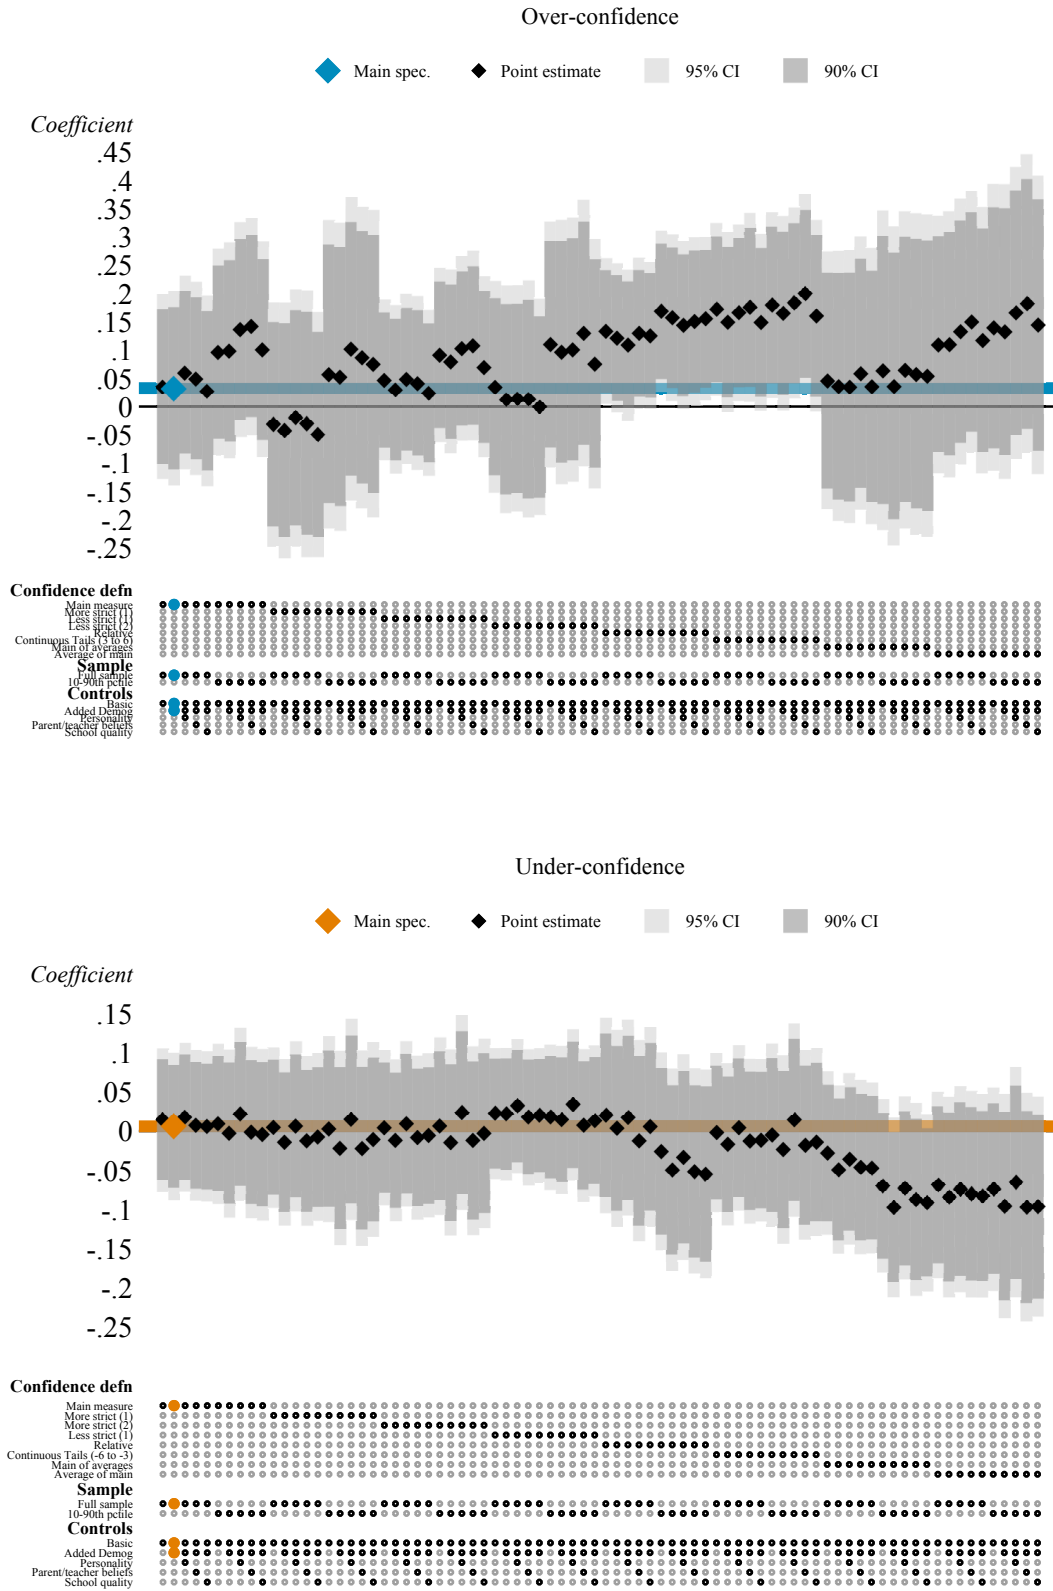 Over-confidence
Main spec. Point estimate 95% CI 90% CI
Coefficient
.45
.4
.35
.3
.25
.2
.15
.1
.05
0
-.05
-.1
-.15
-.2
-.25
Confidence defn
Main measure
More strict (1)
Less strict (1)
Less strict (2)
Relative
Continuous Tails (3 to 6)
Main of averages
Average of main
Sample
Full sample
10-90th pctile
Controls
Basic
Added Demog
Personality
Parent/teacher beliefs
School quality
Under-confidence
Main spec. Point estimate 95% CI 90% CI
Coefficient
.15
.1
.05
0
-.05
-.1
-.15
-.2
-.25
Confidence defn
Main measure
More strict (1)
More strict (2)
Less strict (1)
Relative
Continuous Tails (-6 to -3)
Main of averages
Average of main
Sample
Full sample
10-90th pctile
Controls
Basic
Added Demog
Personality
Parent/teacher beliefs
School quality